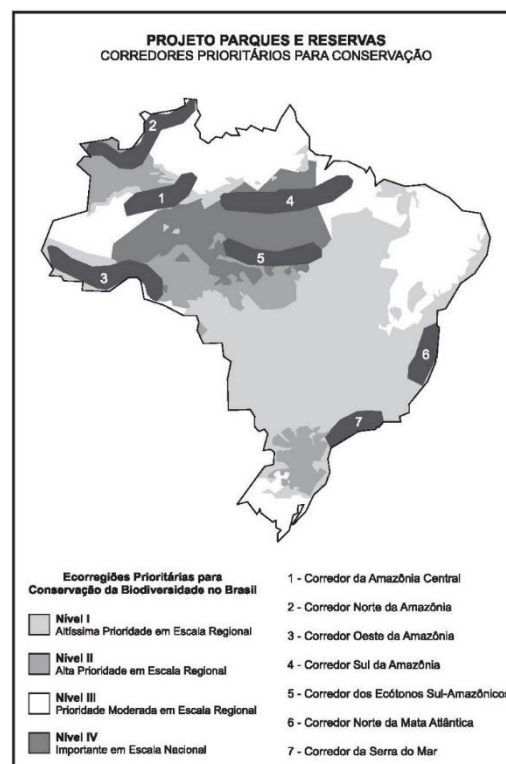 PROJETO PARQUES E RESERVAS
CORREDORES PRIORITÁRIOS PARA CONSERVAÇÃO
2
1
4
5
3
6
7
Ecorregiões Prioritárias para
Conservação da Biodiversidade no Brasil
Nível I
Altíssima Prioridade em Escala Regional
Nível II
Alta Prioridade em Escala Regional
Nível III
Prioridade Moderada em Escala Regional
Nível IV
Importante em Escala Nacional
1 - Corredor da Amazônia Central
2 - Corredor Norte da Amazônia
3 - Corredor Oeste da Amazônia
4 - Corredor Sul da Amazônia
5 - Corredor dos Ecótonos Sul-Amazônicos
6 - Corredor Norte da Mata Atlântica
7 - Corredor da Serra do Mar